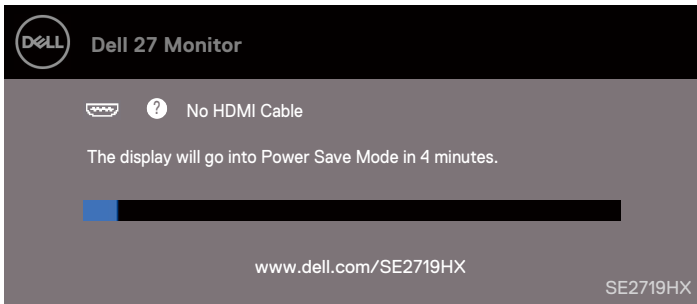 DELL
Dell 27 Monitor
? No HDMI Cable
The display will go into Power Save Mode in 4 minutes.
www.dell.com/SE2719HX
SE2719HX